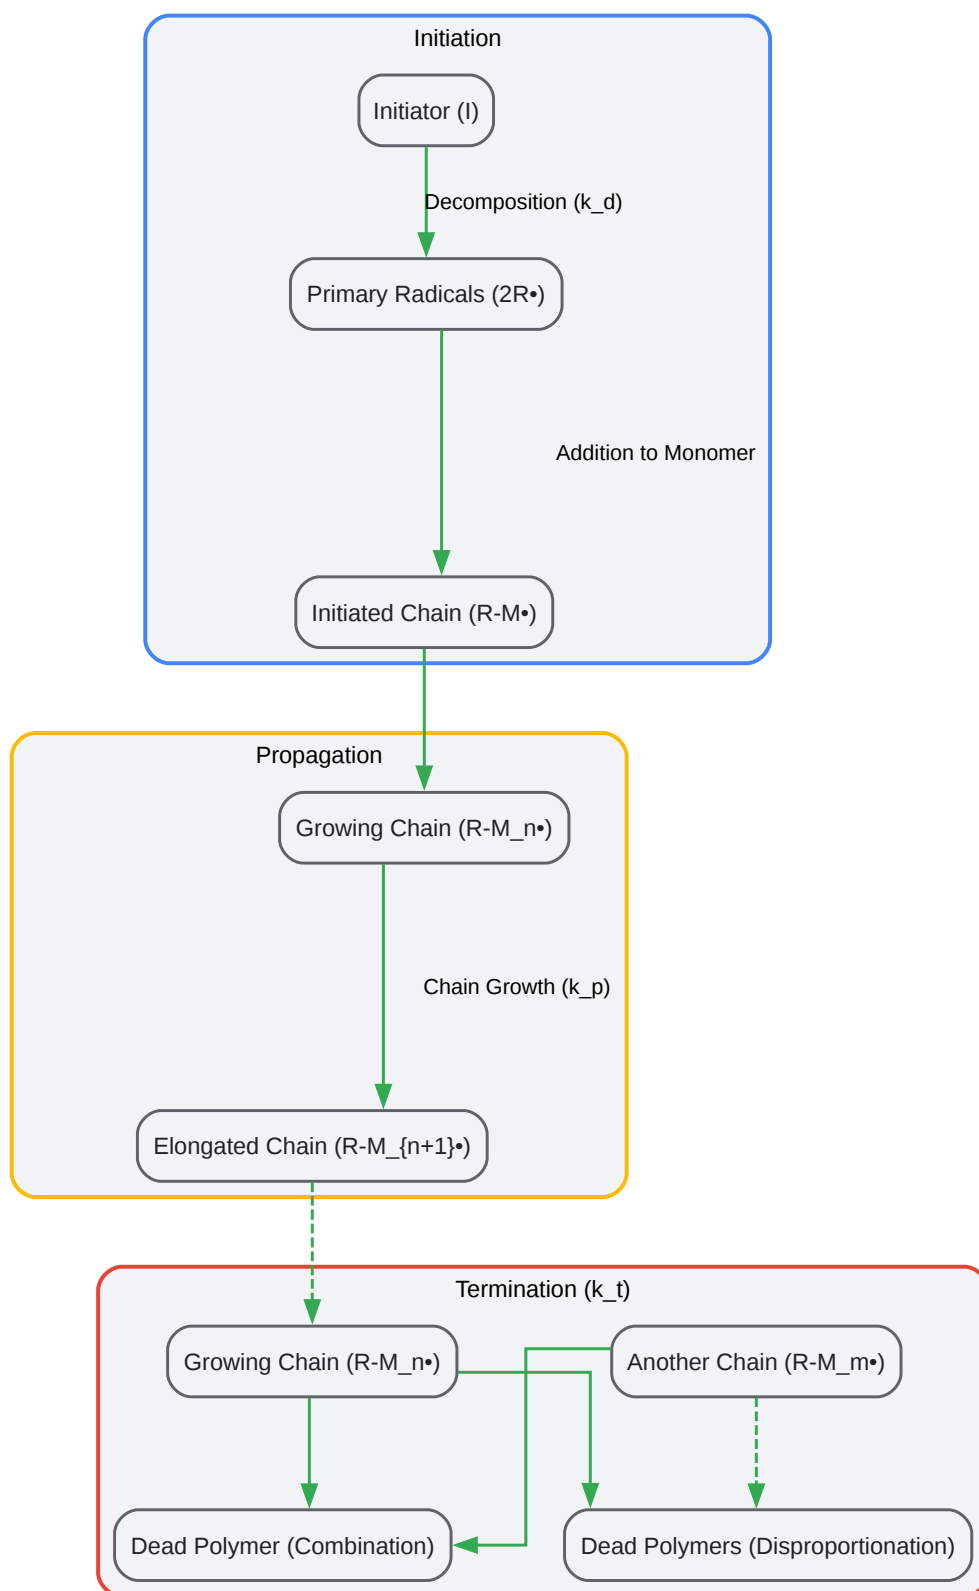 Initiation
Initiator (I)
Decomposition (k_d)
Primary Radicals (2R•)
Addition to Monomer
Initiated Chain (R-M•)
Propagation
Growing Chain (R-M_n•)
Chain Growth (k_p)
Elongated Chain (R-M_{n+1}•)
Termination (k_t)
Growing Chain (R-M_n•)
Another Chain (R-M_m•)
Dead Polymer (Combination)
Dead Polymers (Disproportionation)